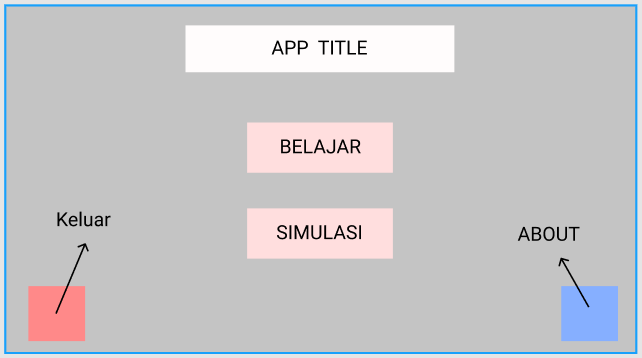 APP TITLE
BELAJAR
SIMULASI
Keluar
ABOUT